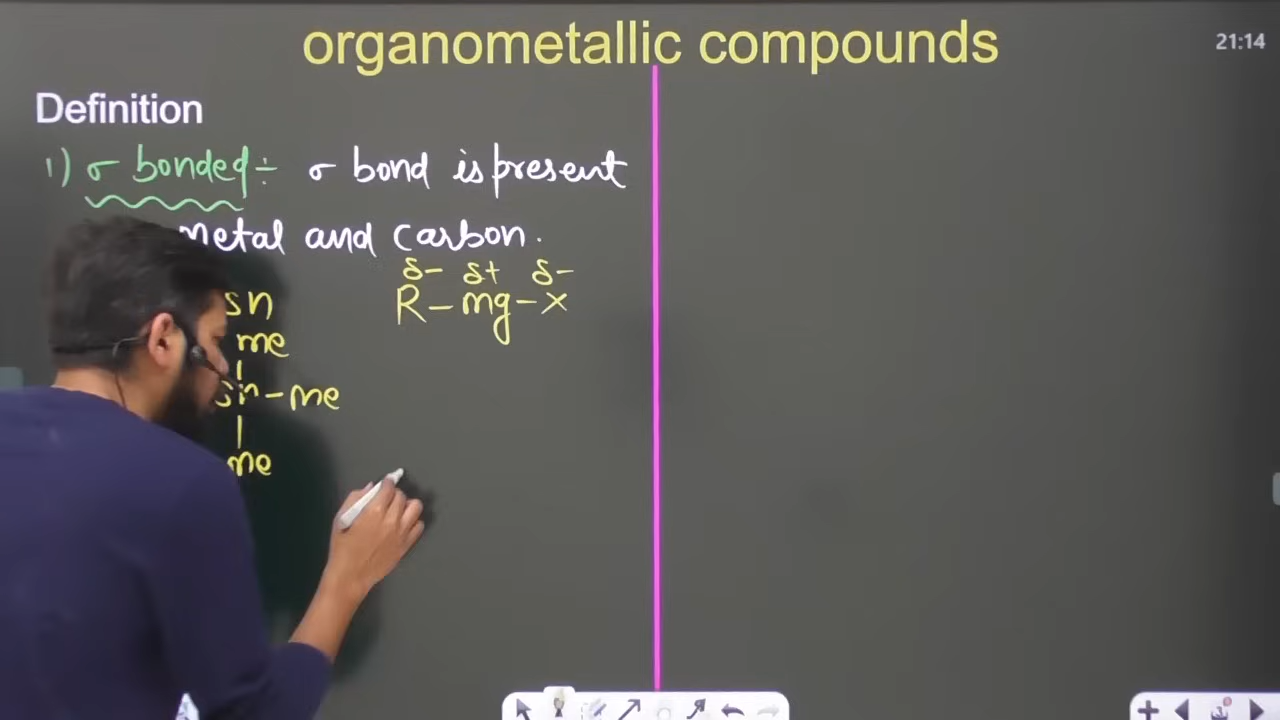 organometallic compounds
21:14
Definition
1) σ bonded÷ σ bond is present
metal and carbon.
δ- δ+ δ-
R-mg-x
sn
me
sn-me
me